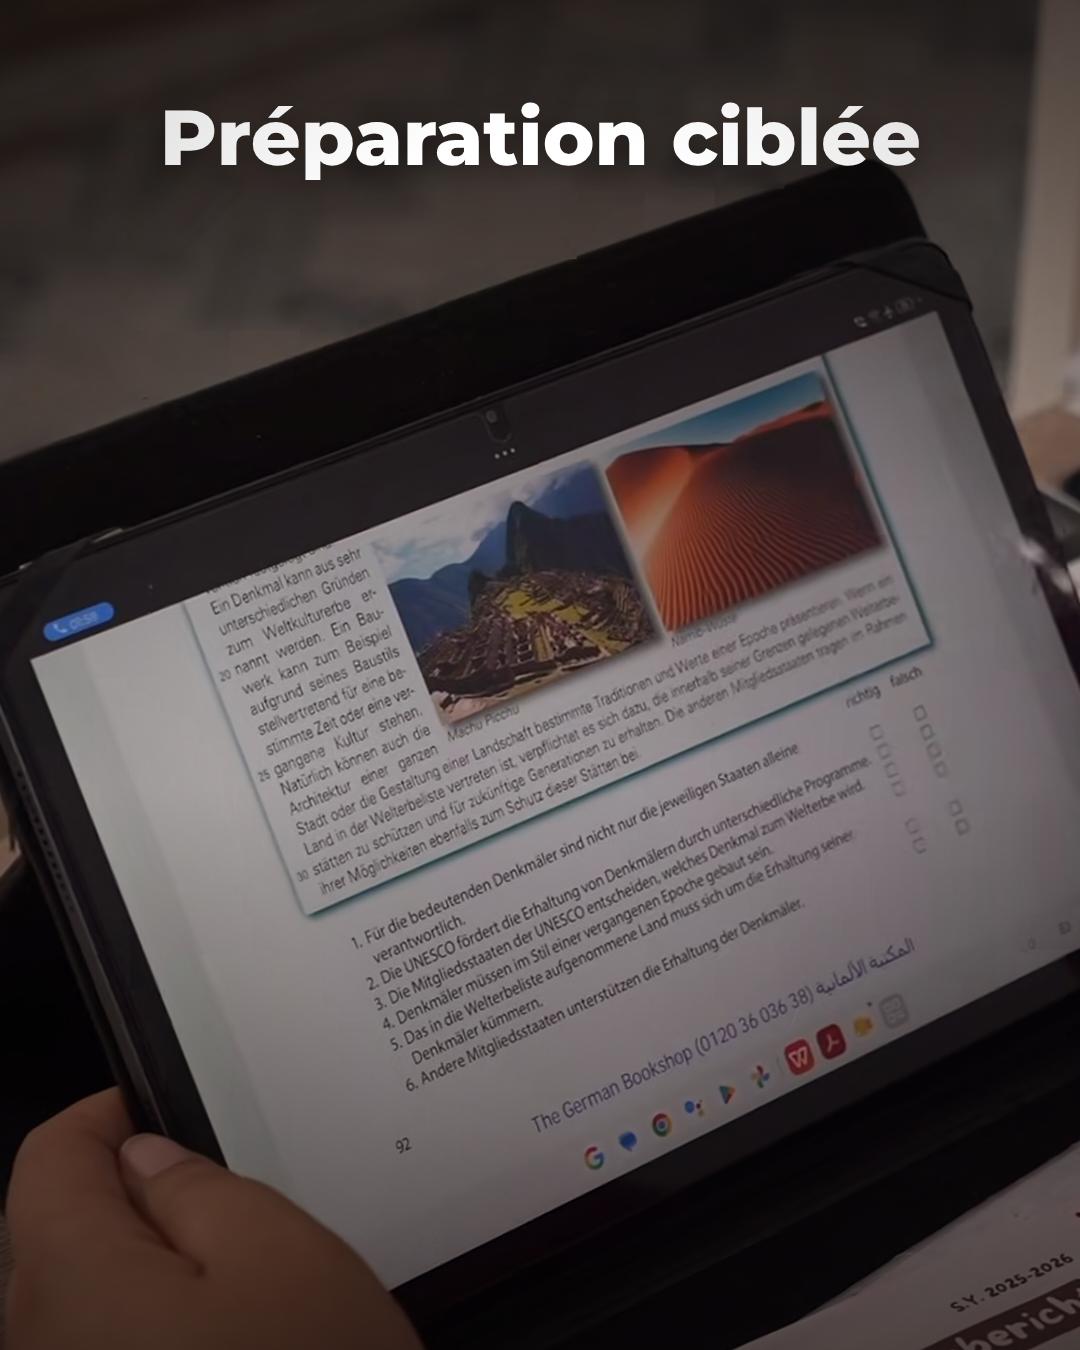 Préparation ciblée
Ein Denkmal kann aus sehr
unterschiedlichen Gründen
zum Weltkulturerbe er-
20 nannt werden. Ein Bau-
werk kann zum Beispiel
aufgrund seines Baustils
stellvertretend für eine be-
stimmte Zeit oder eine ver-
25 gangene Kultur stehen.
Natürlich können auch die
Architektur einer ganzen
Machu Picchu
Namib-Wüste
Stadt oder die Gestaltung einer Landschaft bestimmte Traditionen und Werte einer Epoche präsentieren. Wenn ein
Land in der Welterbeliste vertreten ist, verpflichtet es sich dazu, die innerhalb seiner Grenzen gelegenen Welterbe-
30 stätten zu schützen und für zukünftige Generationen zu erhalten. Die anderen Mitgliedsstaaten tragen im Rahmen
ihrer Möglichkeiten ebenfalls zum Schutz dieser Stätten bei.
richtig falsch
1. Für die bedeutenden Denkmäler sind nicht nur die jeweiligen Staaten alleine
verantwortlich.
2. Die UNESCO fördert die Erhaltung von Denkmälern durch unterschiedliche Programme.
3. Die Mitgliedsstaaten der UNESCO entscheiden, welches Denkmal zum Welterbe wird.
4. Denkmäler müssen im Stil einer vergangenen Epoche gebaut sein.
5. Das in die Welterbeliste aufgenommene Land muss sich um die Erhaltung seiner
Denkmäler kümmern.
6. Andere Mitgliedsstaaten unterstützen die Erhaltung der Denkmäler.
The German Bookshop (0120 36 036 38) المكتبة الألمانية
92
S.Y. 2025-2026